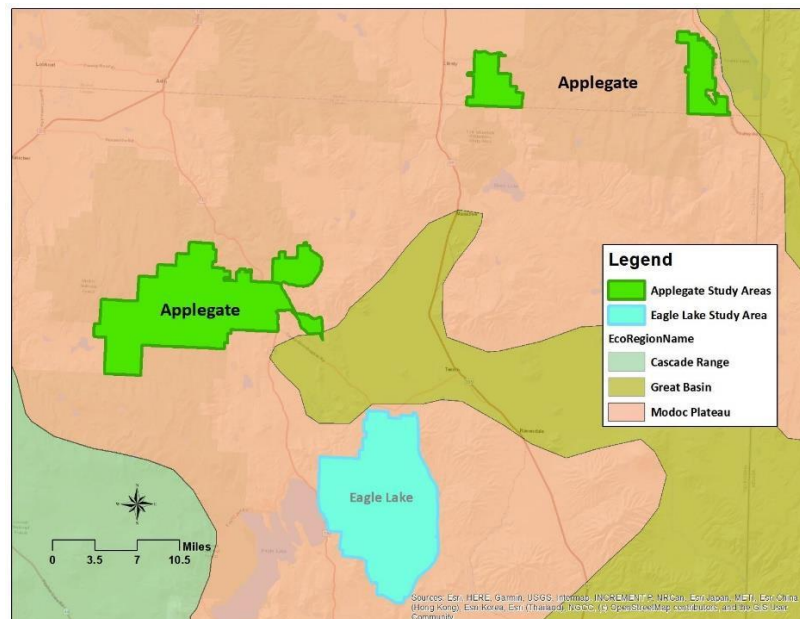 Applegate
Applegate
Eagle Lake
Legend
Applegate Study Areas
Eagle Lake Study Area
EcoRegionName
Cascade Range
Great Basin
Modoc Plateau
Miles
0 3.5 7 10.5
Sources: Esri, HERE, Garmin, USGS, Intermap, INCREMENT P, NRCan, Esri Japan, METI, Esri China
(Hong Kong), Esri Korea, Esri (Thailand), NGCC, (c) OpenStreetMap contributors, and the GIS User
Community